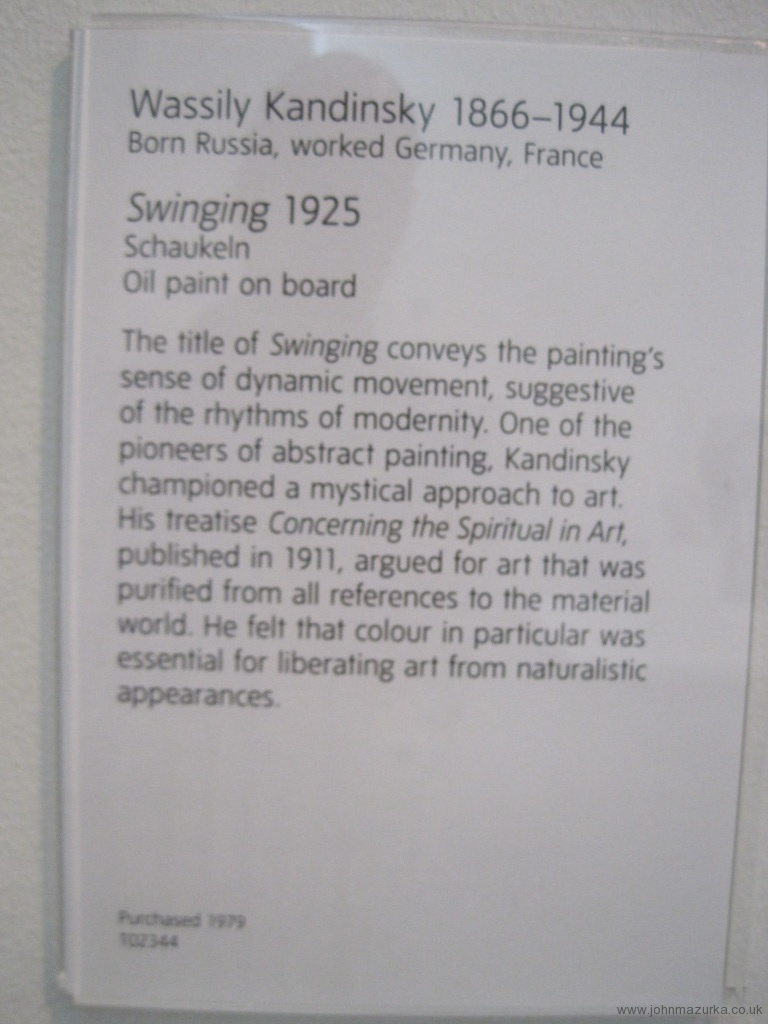 Wassily Kandinsky 1866–1944
Born Russia, worked Germany, France
Swinging 1925
Schaukeln
Oil paint on board
The title of Swinging conveys the painting's
sense of dynamic movement, suggestive
of the rhythms of modernity. One of the
pioneers of abstract painting, Kandinsky
championed a mystical approach to art.
His treatise Concerning the Spiritual in Art,
published in 1911, argued for art that was
purified from all references to the material
world. He felt that colour in particular was
essential for liberating art from naturalistic
appearances.
Purchased 1979
T02344
www.johnmazurka.co.uk